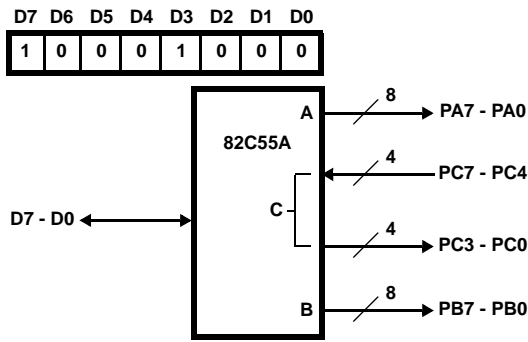 D7 D6 D5 D4 D3 D2 D1 D0
1 0 0 0 1 0 0 0
8
A
PA7 - PA0
82C55A
4
PC7 - PC4
C
D7 - D0
4
PC3 - PC0
8
B
PB7 - PB0